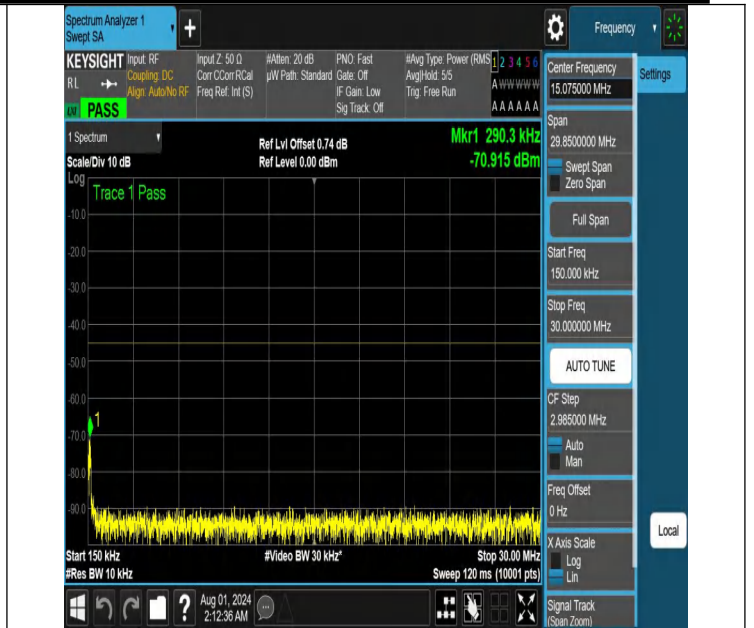 Spectrum Analyzer 1
Swept SA
+
Frequency
KEYSIGHT
RL
PASS
Input: RF
Coupling: DC
Align: Auto/No RF
Input Z: 50 Ω
Corr CCorr RCal
Freq Ref: Int (S)
#Atten: 20 dB
µW Path: Standard
PNO: Fast
Gate: Off
IF Gain: Low
Sig Track: Off
#Avg Type: Power (RMS
Avg|Hold: 5/5
Trig: Free Run
1 2 3 4 5 6
A W W W W W
A A A A A A
1 Spectrum
Scale/Div 10 dB
Ref Lvl Offset 0.74 dB
Ref Level 0.00 dBm
Mkr1 290.3 kHz
-70.915 dBm
Log
Trace 1 Pass
-10.0
-20.0
-30.0
-40.0
-50.0
-60.0
-70.0
-80.0
-90.0
1
Start 150 kHz
#Res BW 10 kHz
#Video BW 30 kHz*
Stop 30.00 MHz
Sweep 120 ms (10001 pts)
Center Frequency
15.075000 MHz
Span
29.8500000 MHz
Swept Span
Zero Span
Full Span
Start Freq
150.000 kHz
Stop Freq
30.000000 MHz
AUTO TUNE
CF Step
2.985000 MHz
Auto
Man
Freq Offset
0 Hz
X Axis Scale
Log
Lin
Signal Track
(Span Zoom)
Settings
Local
?
Aug 01, 2024
2:12:36 AM